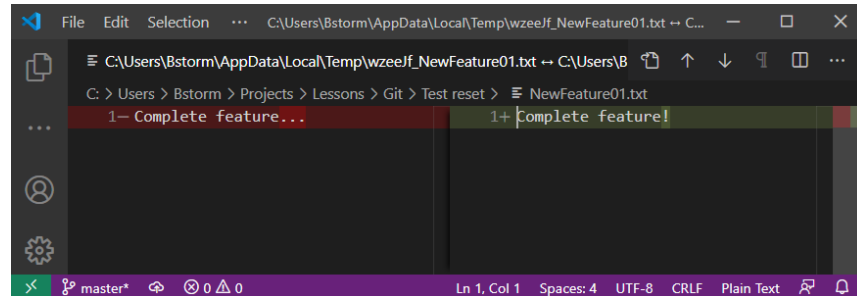 File Edit Selection ··· C:\Users\Bstorm\AppData\Local\Temp\wzeeJf_NewFeature01.txt ↔ C...
C:\Users\Bstorm\AppData\Local\Temp\wzeeJf_NewFeature01.txt ↔ C:\Users\B
C: > Users > Bstorm > Projects > Lessons > Git > Test reset > NewFeature01.txt
1— Complete feature...
1+ Complete feature!
master* 0 0 Ln 1, Col 1 Spaces: 4 UTF-8 CRLF Plain Text